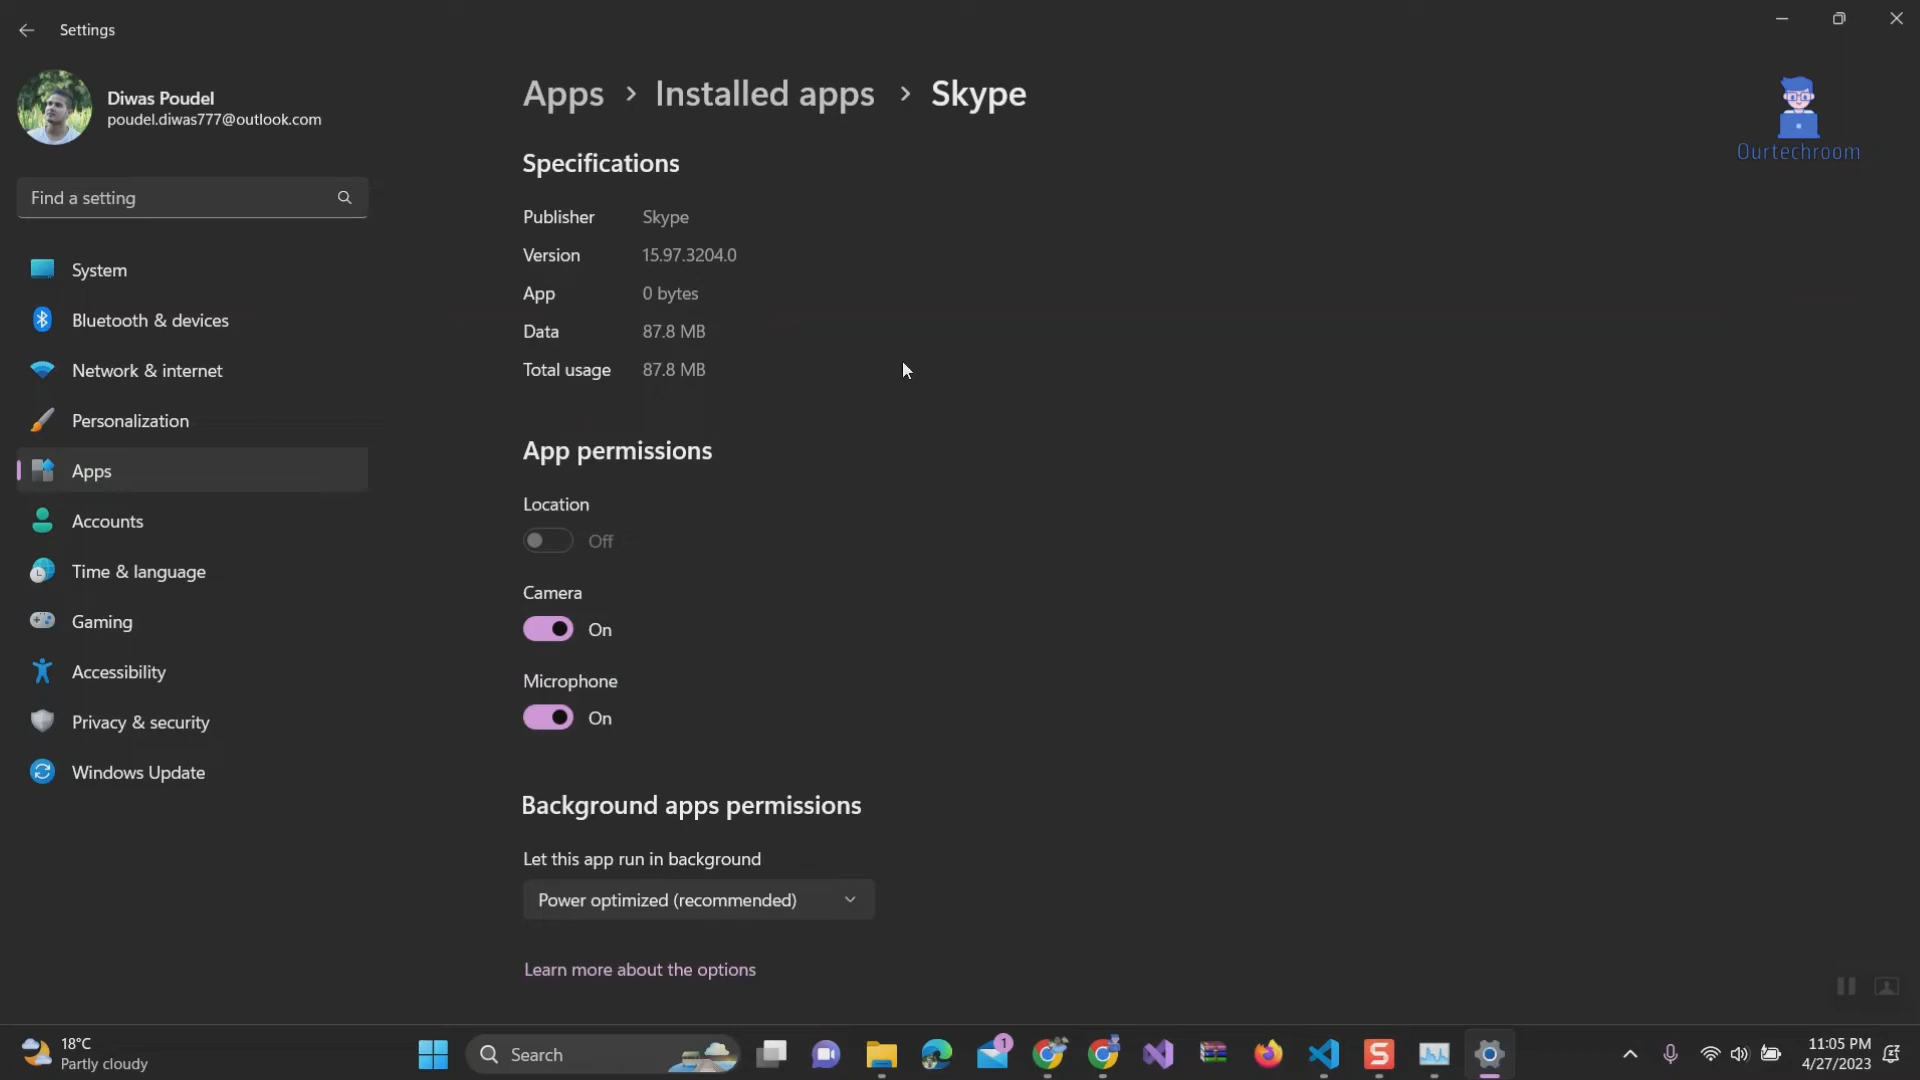 Settings
Diwas Poudel
poudel.diwas777@outlook.com
Find a setting
System
Bluetooth & devices
Network & internet
Personalization
Apps
Accounts
Time & language
Gaming
Accessibility
Privacy & security
Windows Update
Apps > Installed apps > Skype
Ourtechroom
Specifications
Publisher Skype
Version 15.97.3204.0
App 0 bytes
Data 87.8 MB
Total usage 87.8 MB
App permissions
Location
Off
Camera
On
Microphone
On
Background apps permissions
Let this app run in background
Power optimized (recommended)
Learn more about the options
18°C
Partly cloudy
Search
1
S
11:05 PM
4/27/2023